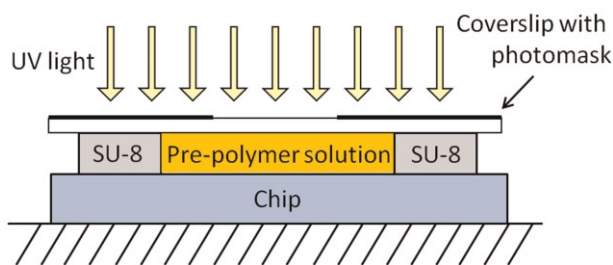 Coverslip with
photomask
UV light
SU-8
Pre-polymer solution
SU-8
Chip